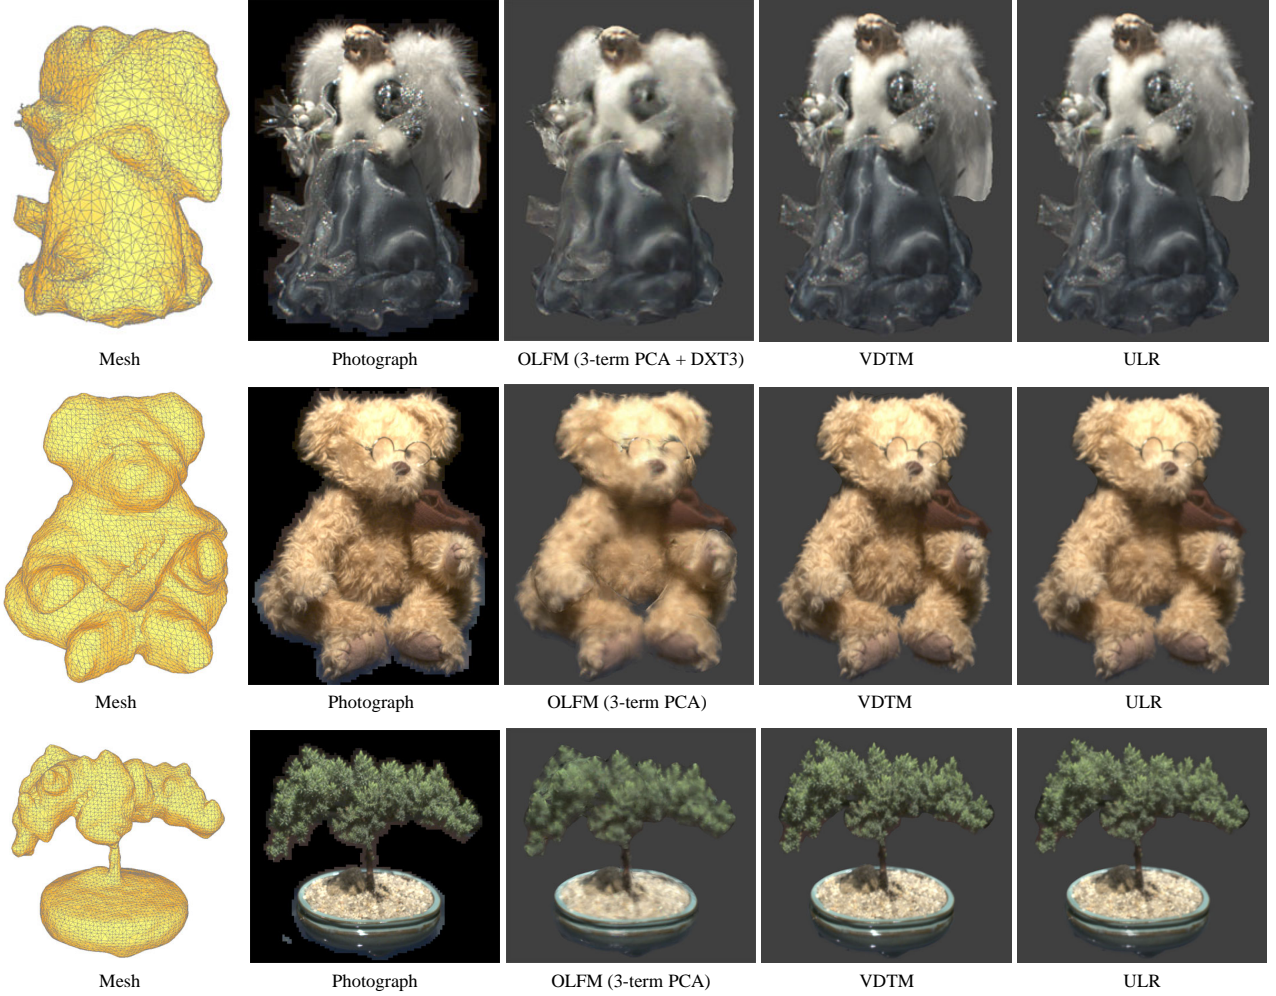 Mesh
Photograph
OLFM (3-term PCA + DXT3)
VDTM
ULR
Mesh
Photograph
OLFM (3-term PCA)
VDTM
ULR
Mesh
Photograph
OLFM (3-term PCA)
VDTM
ULR